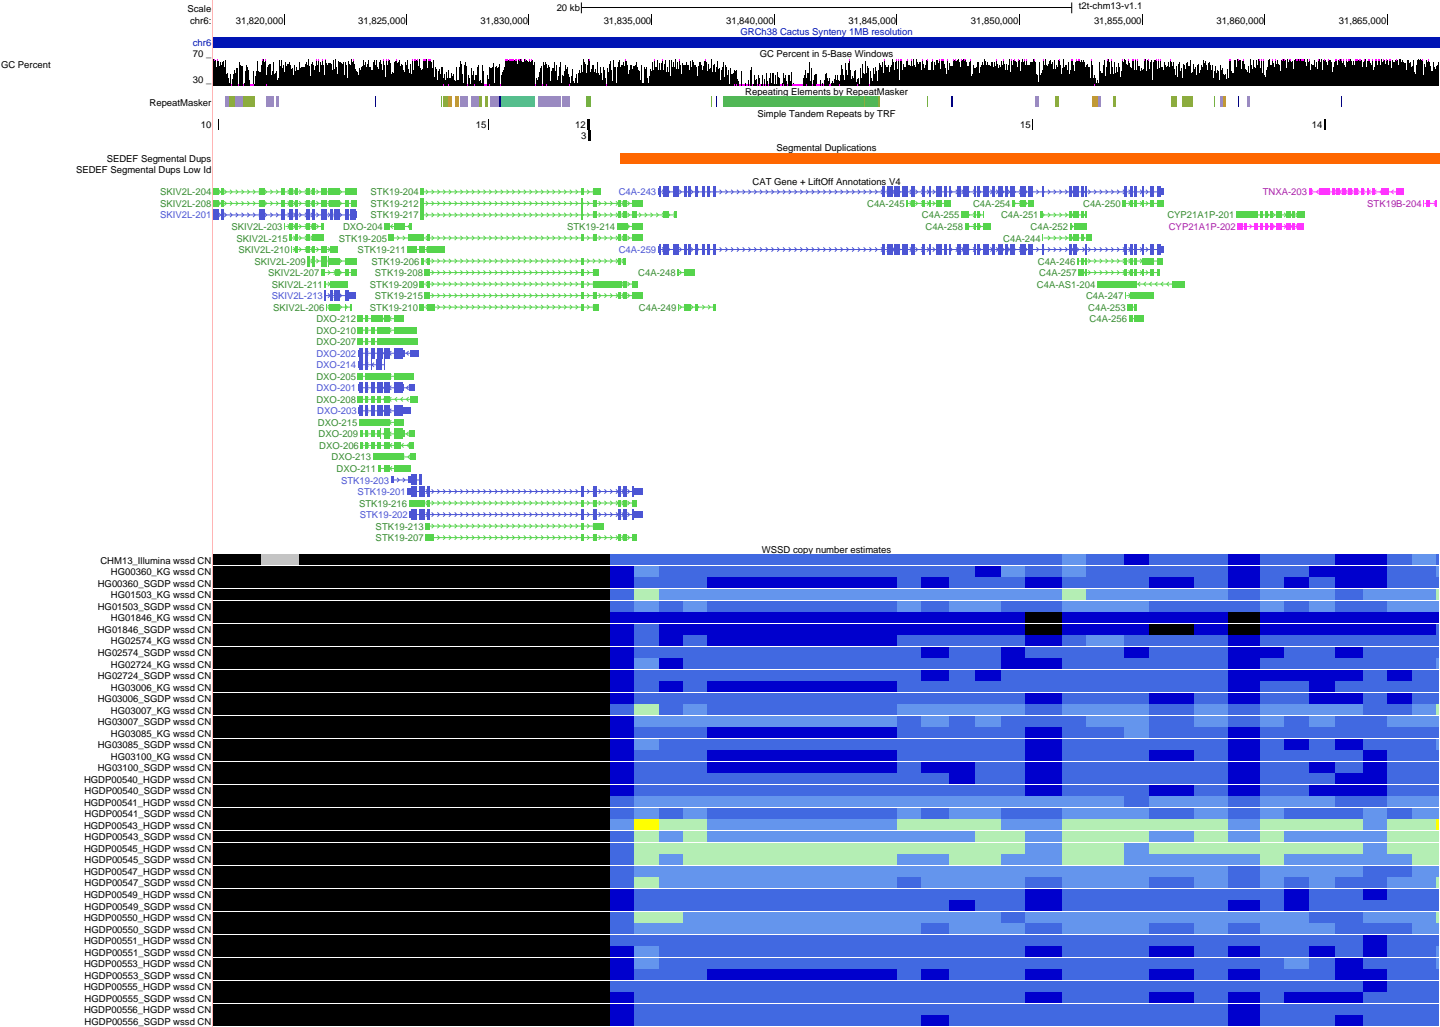 Scale 20 kb t2t-chm13-v1.1
chr6: 31,820,000 31,825,000 31,830,000 31,835,000 31,840,000 31,845,000 31,850,000 31,855,000 31,860,000 31,865,000
GRCh38 Cactus Synteny 1MB resolution
chr6
70 _ GC Percent in 5-Base Windows
GC Percent
30 _
Repeating Elements by RepeatMasker
RepeatMasker
Simple Tandem Repeats by TRF
10 15 12 15 14
3
Segmental Duplications
SEDEF Segmental Dups
SEDEF Segmental Dups Low Id
CAT Gene + LiftOff Annotations V4
SKIV2L-204 STK19-204 C4A-243 TNXA-203
SKIV2L-208 STK19-212 C4A-245 C4A-254 C4A-250 STK19B-204
SKIV2L-201 STK19-217 C4A-255 C4A-251 CYP21A1P-201
SKIV2L-203 DXO-204 STK19-214 C4A-258 C4A-252 CYP21A1P-202
SKIV2L-215 STK19-205 C4A-244
SKIV2L-210 STK19-211 C4A-259
SKIV2L-209 STK19-206 C4A-246
SKIV2L-207 STK19-208 C4A-248 C4A-257
SKIV2L-211 STK19-209 C4A-AS1-204
SKIV2L-213 STK19-215 C4A-247
SKIV2L-206 STK19-210 C4A-249 C4A-253
DXO-212 C4A-256
DXO-210
DXO-207
DXO-202
DXO-214
DXO-205
DXO-201
DXO-208
DXO-203
DXO-215
DXO-209
DXO-206
DXO-213
DXO-211
STK19-203
STK19-201
STK19-216
STK19-202
STK19-213
STK19-207
WSSD copy number estimates
CHM13_Illumina wssd CN
HG00360_KG wssd CN
HG00360_SGDP wssd CN
HG01503_KG wssd CN
HG01503_SGDP wssd CN
HG01846_KG wssd CN
HG01846_SGDP wssd CN
HG02574_KG wssd CN
HG02574_SGDP wssd CN
HG02724_KG wssd CN
HG02724_SGDP wssd CN
HG03006_KG wssd CN
HG03006_SGDP wssd CN
HG03007_KG wssd CN
HG03007_SGDP wssd CN
HG03085_KG wssd CN
HG03085_SGDP wssd CN
HG03100_KG wssd CN
HG03100_SGDP wssd CN
HGDP00540_HGDP wssd CN
HGDP00540_SGDP wssd CN
HGDP00541_HGDP wssd CN
HGDP00541_SGDP wssd CN
HGDP00543_HGDP wssd CN
HGDP00543_SGDP wssd CN
HGDP00545_HGDP wssd CN
HGDP00545_SGDP wssd CN
HGDP00547_HGDP wssd CN
HGDP00547_SGDP wssd CN
HGDP00549_HGDP wssd CN
HGDP00549_SGDP wssd CN
HGDP00550_HGDP wssd CN
HGDP00550_SGDP wssd CN
HGDP00551_HGDP wssd CN
HGDP00551_SGDP wssd CN
HGDP00553_HGDP wssd CN
HGDP00553_SGDP wssd CN
HGDP00555_HGDP wssd CN
HGDP00555_SGDP wssd CN
HGDP00556_HGDP wssd CN
HGDP00556_SGDP wssd CN